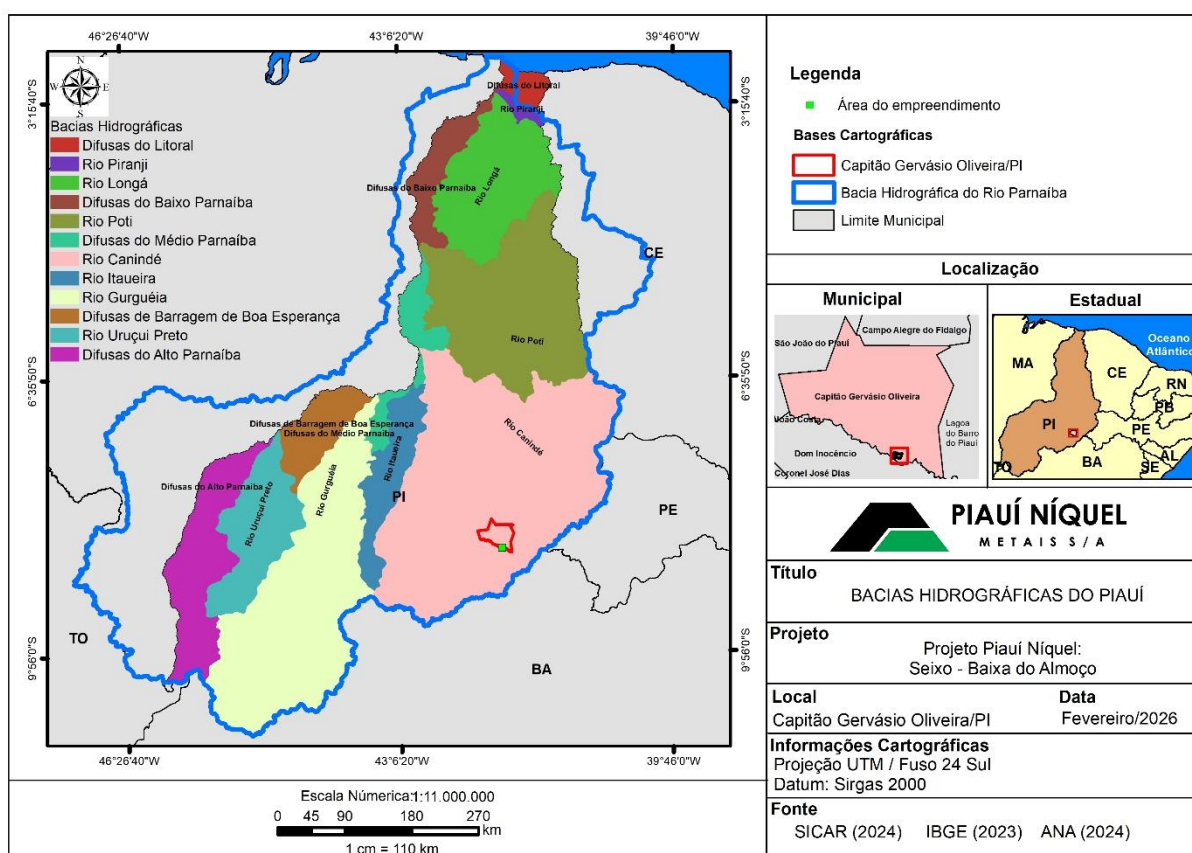 46°26'40"W
43°6'20"W
39°46'0"W
3°15'40"S
3°15'40"S
6°35'50"S
6°35'50"S
9°56'0"S
9°56'0"S
46°26'40"W
43°6'20"W
39°46'0"W
N
W
E
S
Bacias Hidrográficas
Difusas do Litoral
Rio Piranji
Rio Longá
Difusas do Baixo Parnaíba
Rio Poti
Difusas do Médio Parnaíba
Rio Canindé
Rio Itaueira
Rio Gurguéia
Difusas de Barragem de Boa Esperança
Rio Uruçui Preto
Difusas do Alto Parnaíba
Difusas do Litoral
Rio Piranji
Difusas do Baixo Parnaiba
Rio Longá
CE
Rio Poti
Difusas de Barragem de Boa Esperança
Difusas do Médio Parnaiba
Rio Canindé
Rio Itaueira
Rio Gurguéia
Difusas do Alto Parnaiba
Rio Uruçui Preto
PI
PE
TO
BA
Escala Númerica:1:11.000.000
0 45 90 180 270
km
1 cm = 110 km
Legenda
Área do empreendimento
Bases Cartográficas
Capitão Gervásio Oliveira/PI
Bacia Hidrográfica do Rio Parnaíba
Limite Municipal
Localização
Municipal
Campo Alegre do Fidalgo
São João do Piauí
Capitão Gervásio Oliveira
João Costa
Lagoa
do Barro
do Piauí
Dom Inocêncio
Coronel José Dias
Estadual
Oceano
Atlântico
MA
CE
RN
PB
PI
PE
AL
TO
BA
SE
PIAUÍ NÍQUEL
METAIS S/A
Título
BACIAS HIDROGRÁFICAS DO PIAUÍ
Projeto
Projeto Piauí Níquel:
Seixo - Baixa do Almoço
Local
Capitão Gervásio Oliveira/PI
Data
Fevereiro/2026
Informações Cartográficas
Projeção UTM / Fuso 24 Sul
Datum: Sirgas 2000
Fonte
SICAR (2024) IBGE (2023) ANA (2024)